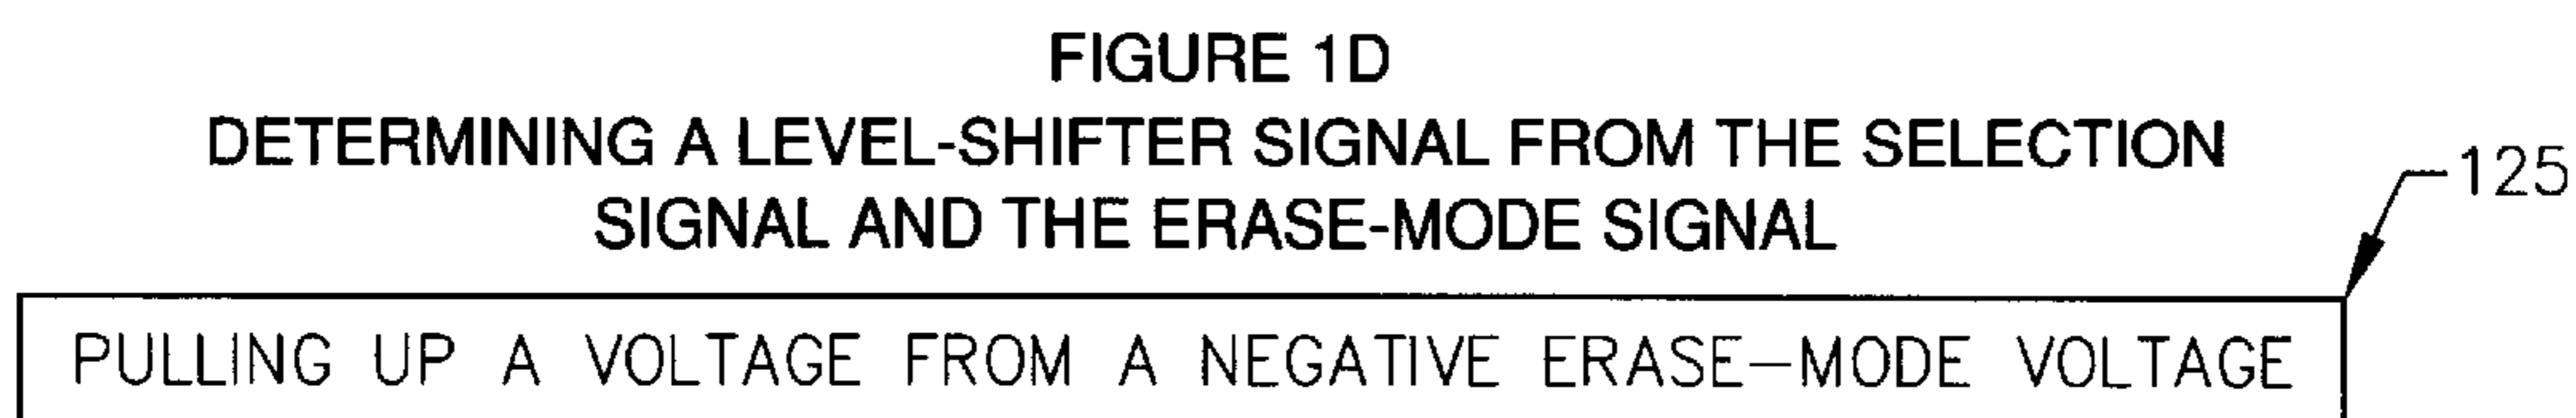 FIGURE 1D
DETERMINING A LEVEL-SHIFTER SIGNAL FROM THE SELECTION
SIGNAL AND THE ERASE-MODE SIGNAL
125
PULLING UP A VOLTAGE FROM A NEGATIVE ERASE-MODE VOLTAGE